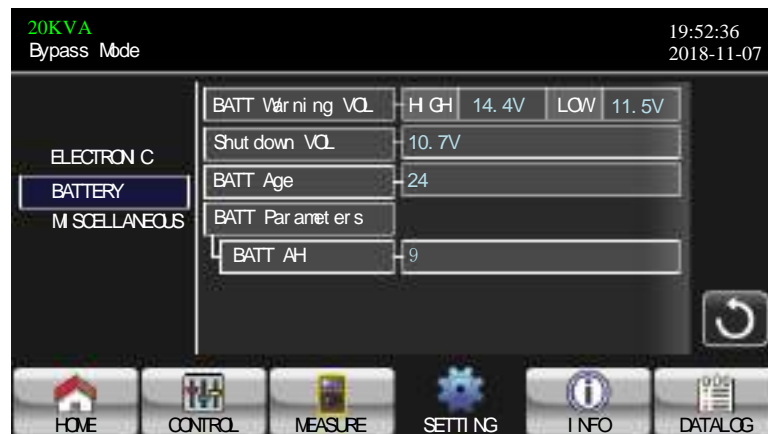 20KVA
19:52:36
Bypass Mode
2018-11-07
BATT Warning VOL HIGH 14.4V LOW 11.5V
Shutdown VOL 10.7V
ELECTRONIC
BATT Age 24
BATTERY
MISCELLANEOUS
BATT Parameters
BATT AH 9
HOME CONTROL MEASURE SETTING INFO DATALOG